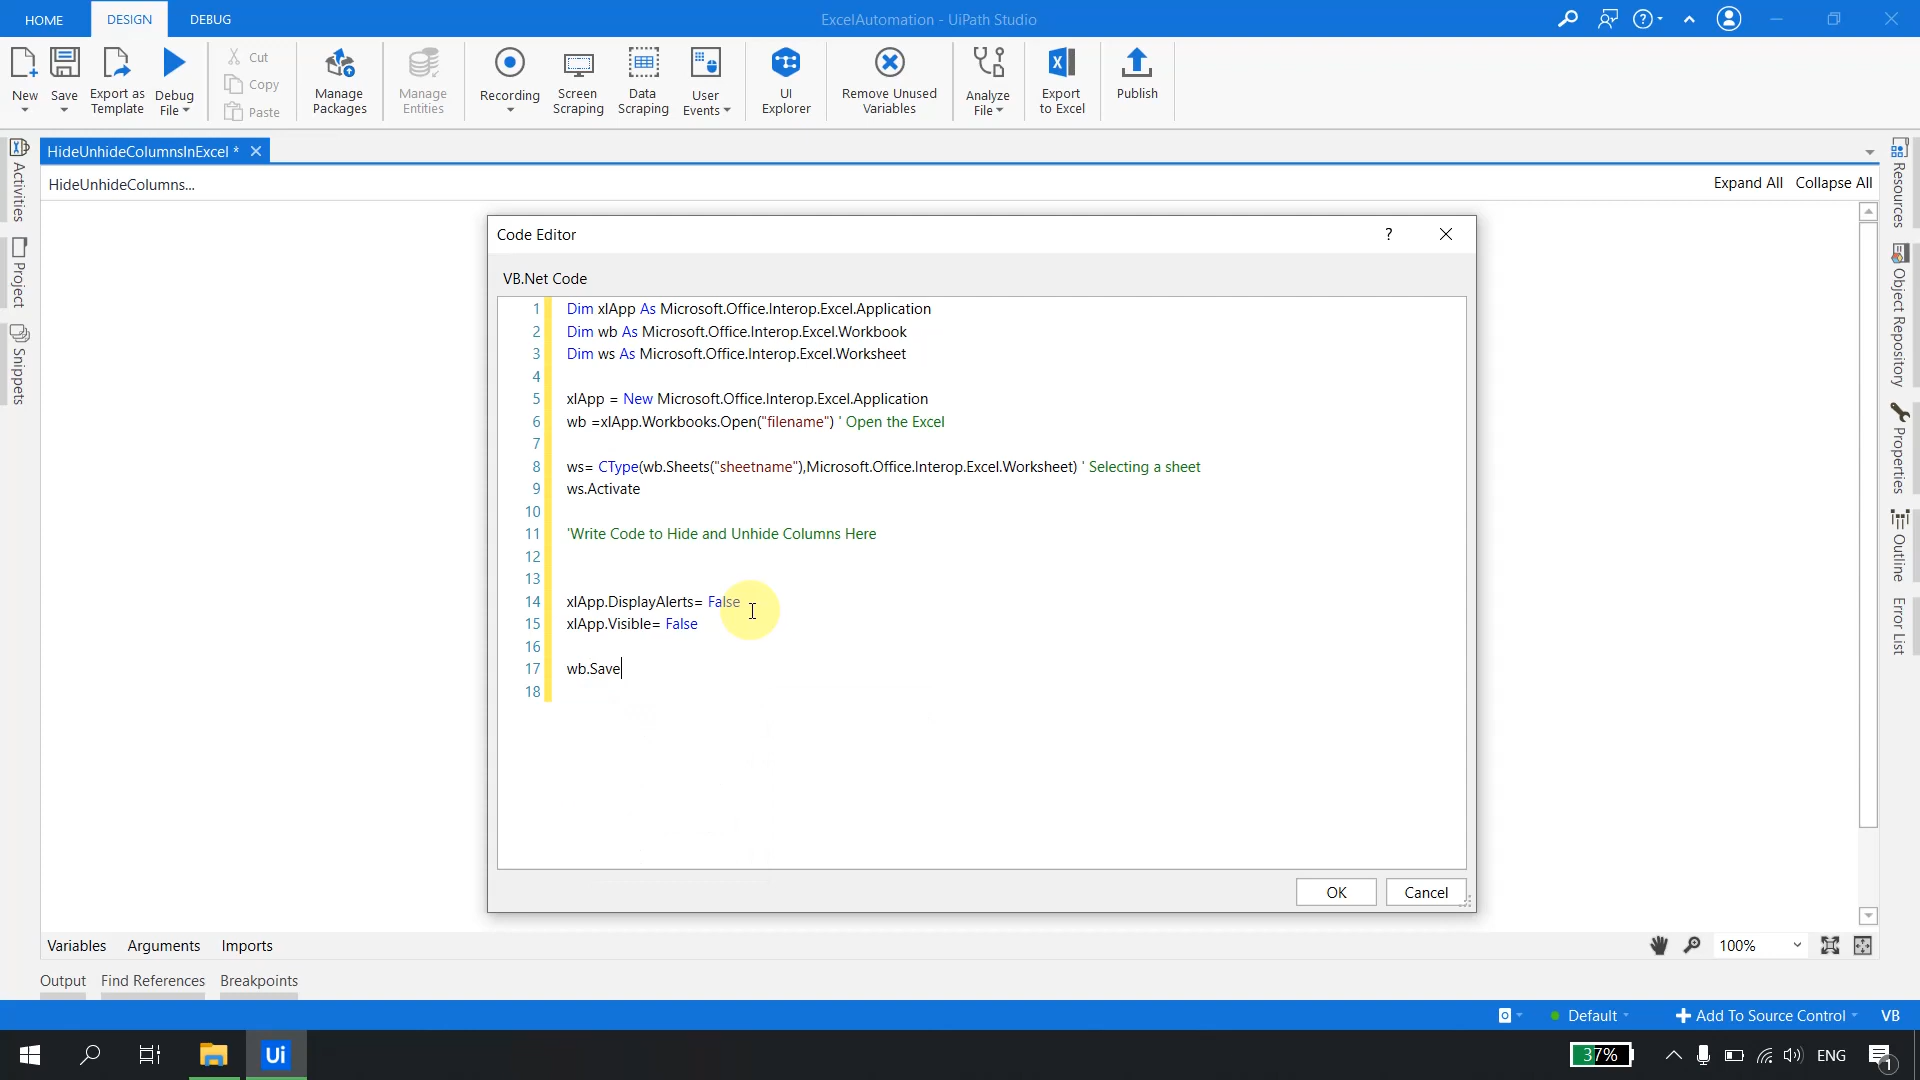 HOME
DESIGN
DEBUG
ExcelAutomation - UiPath Studio
New
Save
Export as
Template
Debug
File
Cut
Copy
Paste
Manage
Packages
Manage
Entities
Recording
Screen
Scraping
Data
Scraping
User
Events
UI
Explorer
Remove Unused
Variables
Analyze
File
Export
to Excel
Publish
HideUnhideColumnsInExcel *
HideUnhideColumns...
Expand All
Collapse All
Activities
Project
Snippets
Resources
Object Repository
Properties
Outline
Error List
Code Editor
?
VB.Net Code
1 Dim xlApp As Microsoft.Office.Interop.Excel.Application
2 Dim wb As Microsoft.Office.Interop.Excel.Workbook
3 Dim ws As Microsoft.Office.Interop.Excel.Worksheet
4
5 xlApp = New Microsoft.Office.Interop.Excel.Application
6 wb =xlApp.Workbooks.Open("filename") ' Open the Excel
7
8 ws= CType(wb.Sheets("sheetname"),Microsoft.Office.Interop.Excel.Worksheet) ' Selecting a sheet
9 ws.Activate
10
11 'Write Code to Hide and Unhide Columns Here
12
13
14 xlApp.DisplayAlerts= False
15 xlApp.Visible= False
16
17 wb.Save
18
OK
Cancel
Variables
Arguments
Imports
100%
Output
Find References
Breakpoints
Default
Add To Source Control
VB
Ui
37%
ENG
1